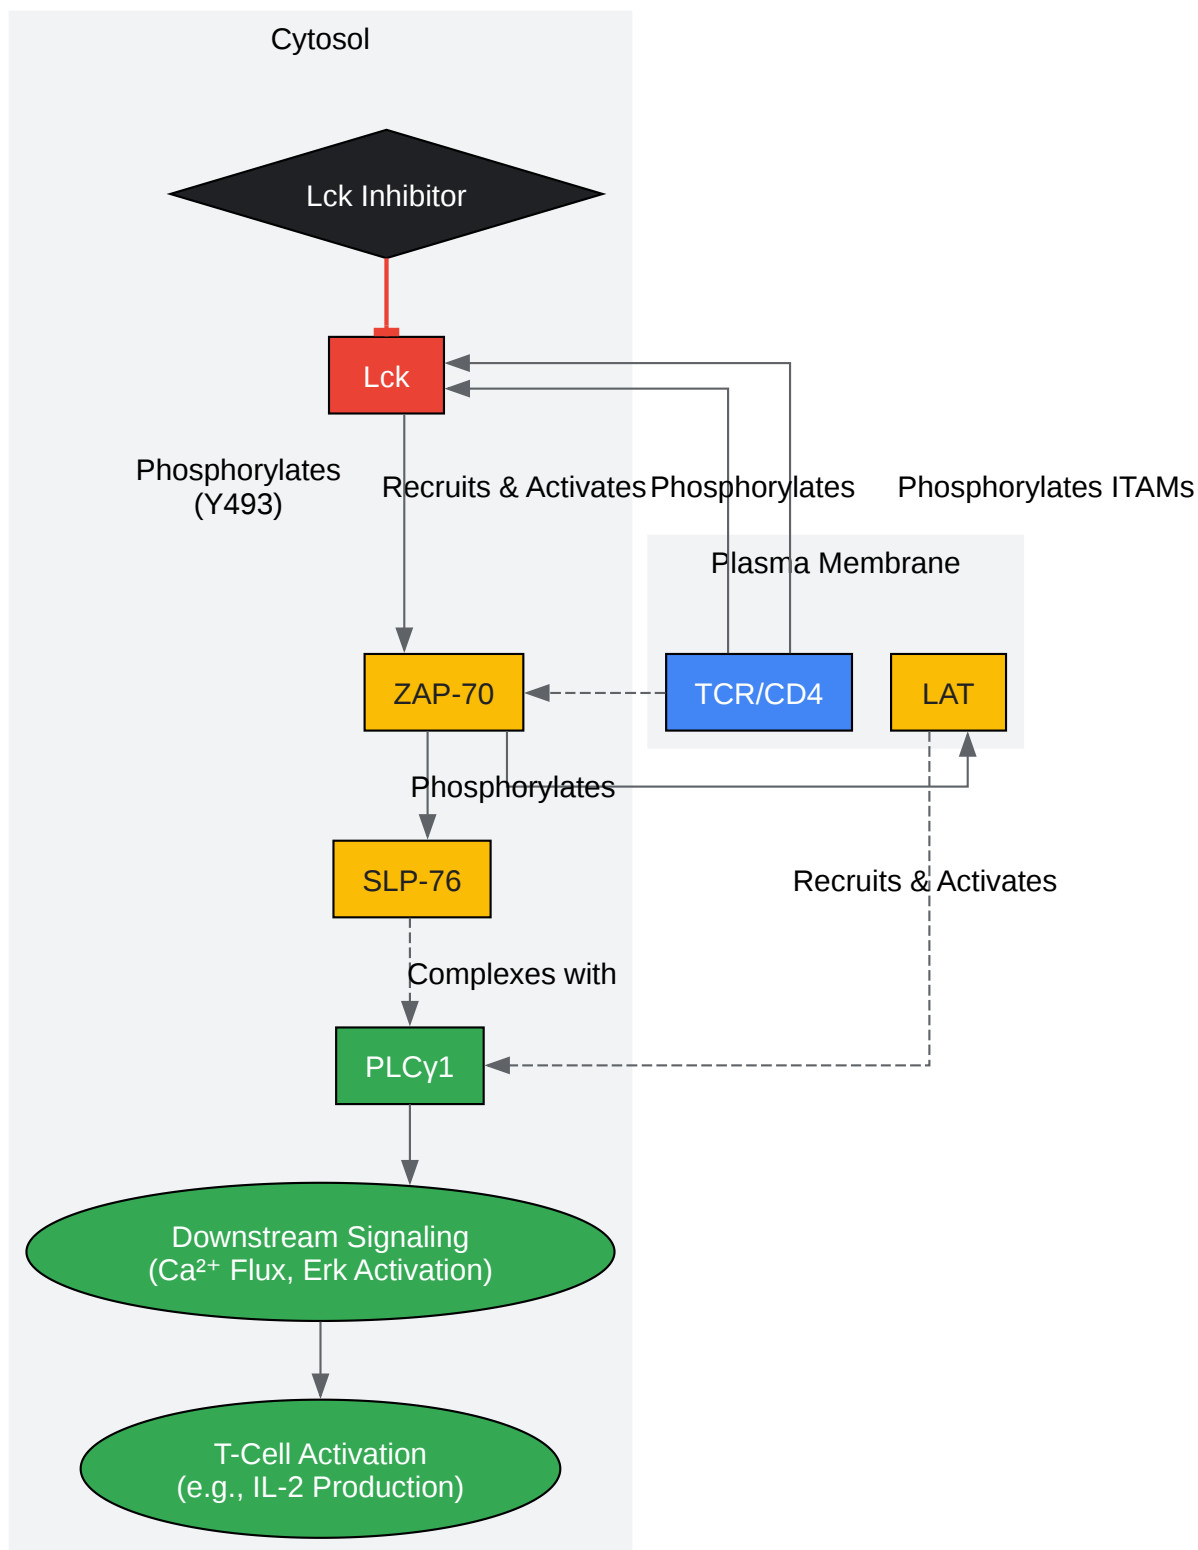 Cytosol
Lck Inhibitor
Lck
Phosphorylates
(Y493)
Recruits & Activates
Phosphorylates
Phosphorylates ITAMs
Plasma Membrane
ZAP-70
TCR/CD4
LAT
Phosphorylates
SLP-76
Recruits & Activates
Complexes with
PLCγ1
Downstream Signaling
(Ca²⁺ Flux, Erk Activation)
T-Cell Activation
(e.g., IL-2 Production)